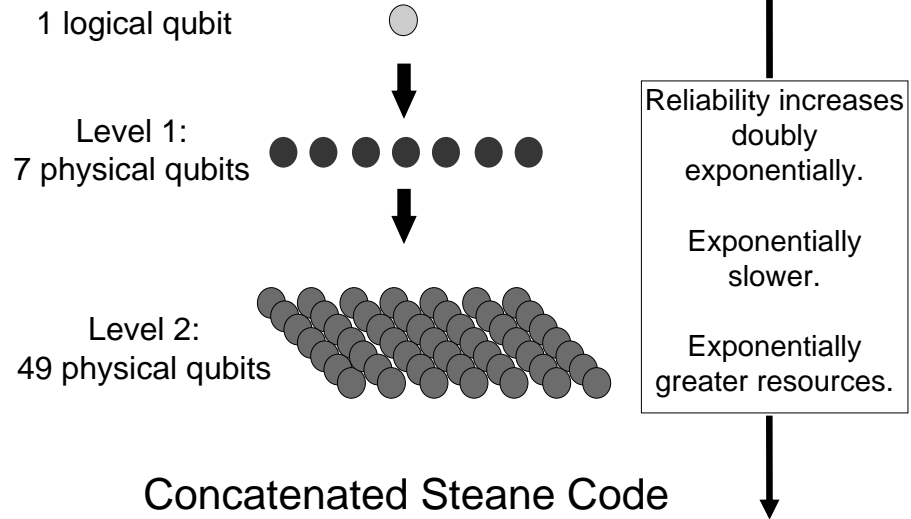 1 logical qubit
Level 1:
7 physical qubits
Level 2:
49 physical qubits
Reliability increases
doubly
exponentially.
Exponentially
slower.
Exponentially
greater resources.
Concatenated Steane Code